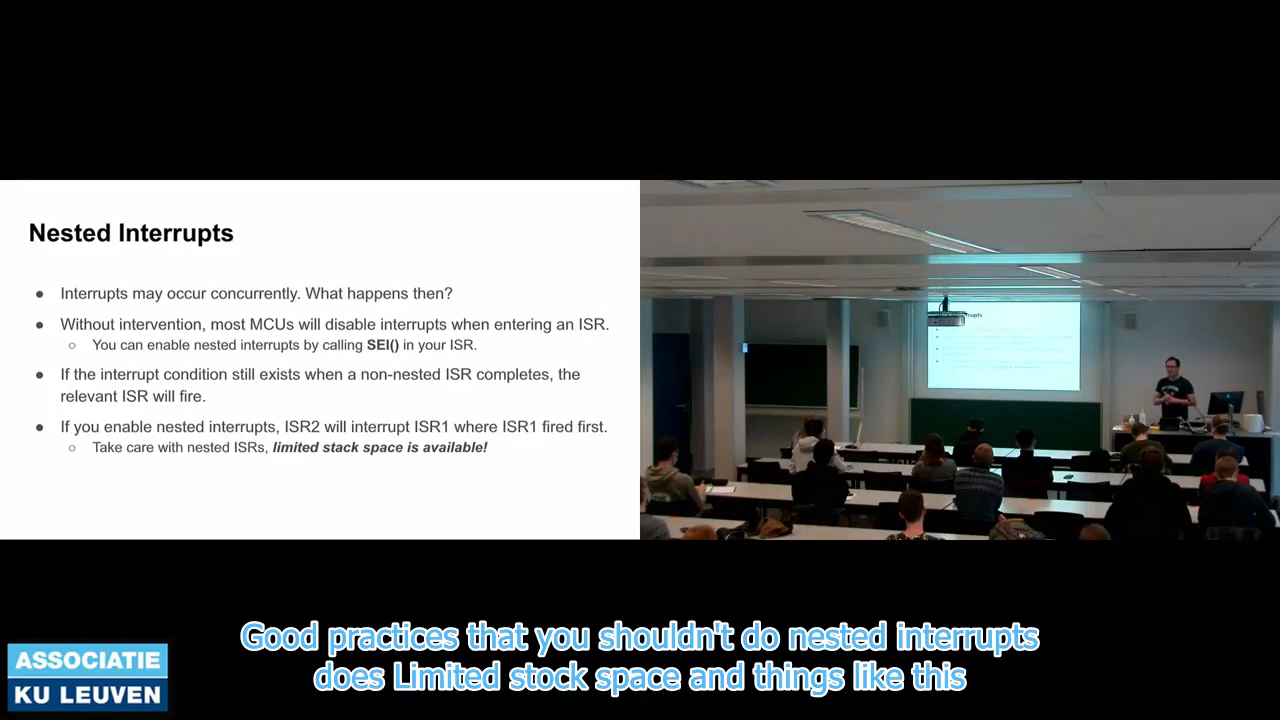 Nested Interrupts
● Interrupts may occur concurrently. What happens then?
● Without intervention, most MCUs will disable interrupts when entering an ISR.
○ You can enable nested interrupts by calling SEI() in your ISR.
● If the interrupt condition still exists when a non-nested ISR completes, the
relevant ISR will fire.
● If you enable nested interrupts, ISR2 will interrupt ISR1 where ISR1 fired first.
○ Take care with nested ISRs, limited stack space is available!
Good practices that you shouldn't do nested interrupts
does Limited stock space and things like this
ASSOCIATIE
KU LEUVEN